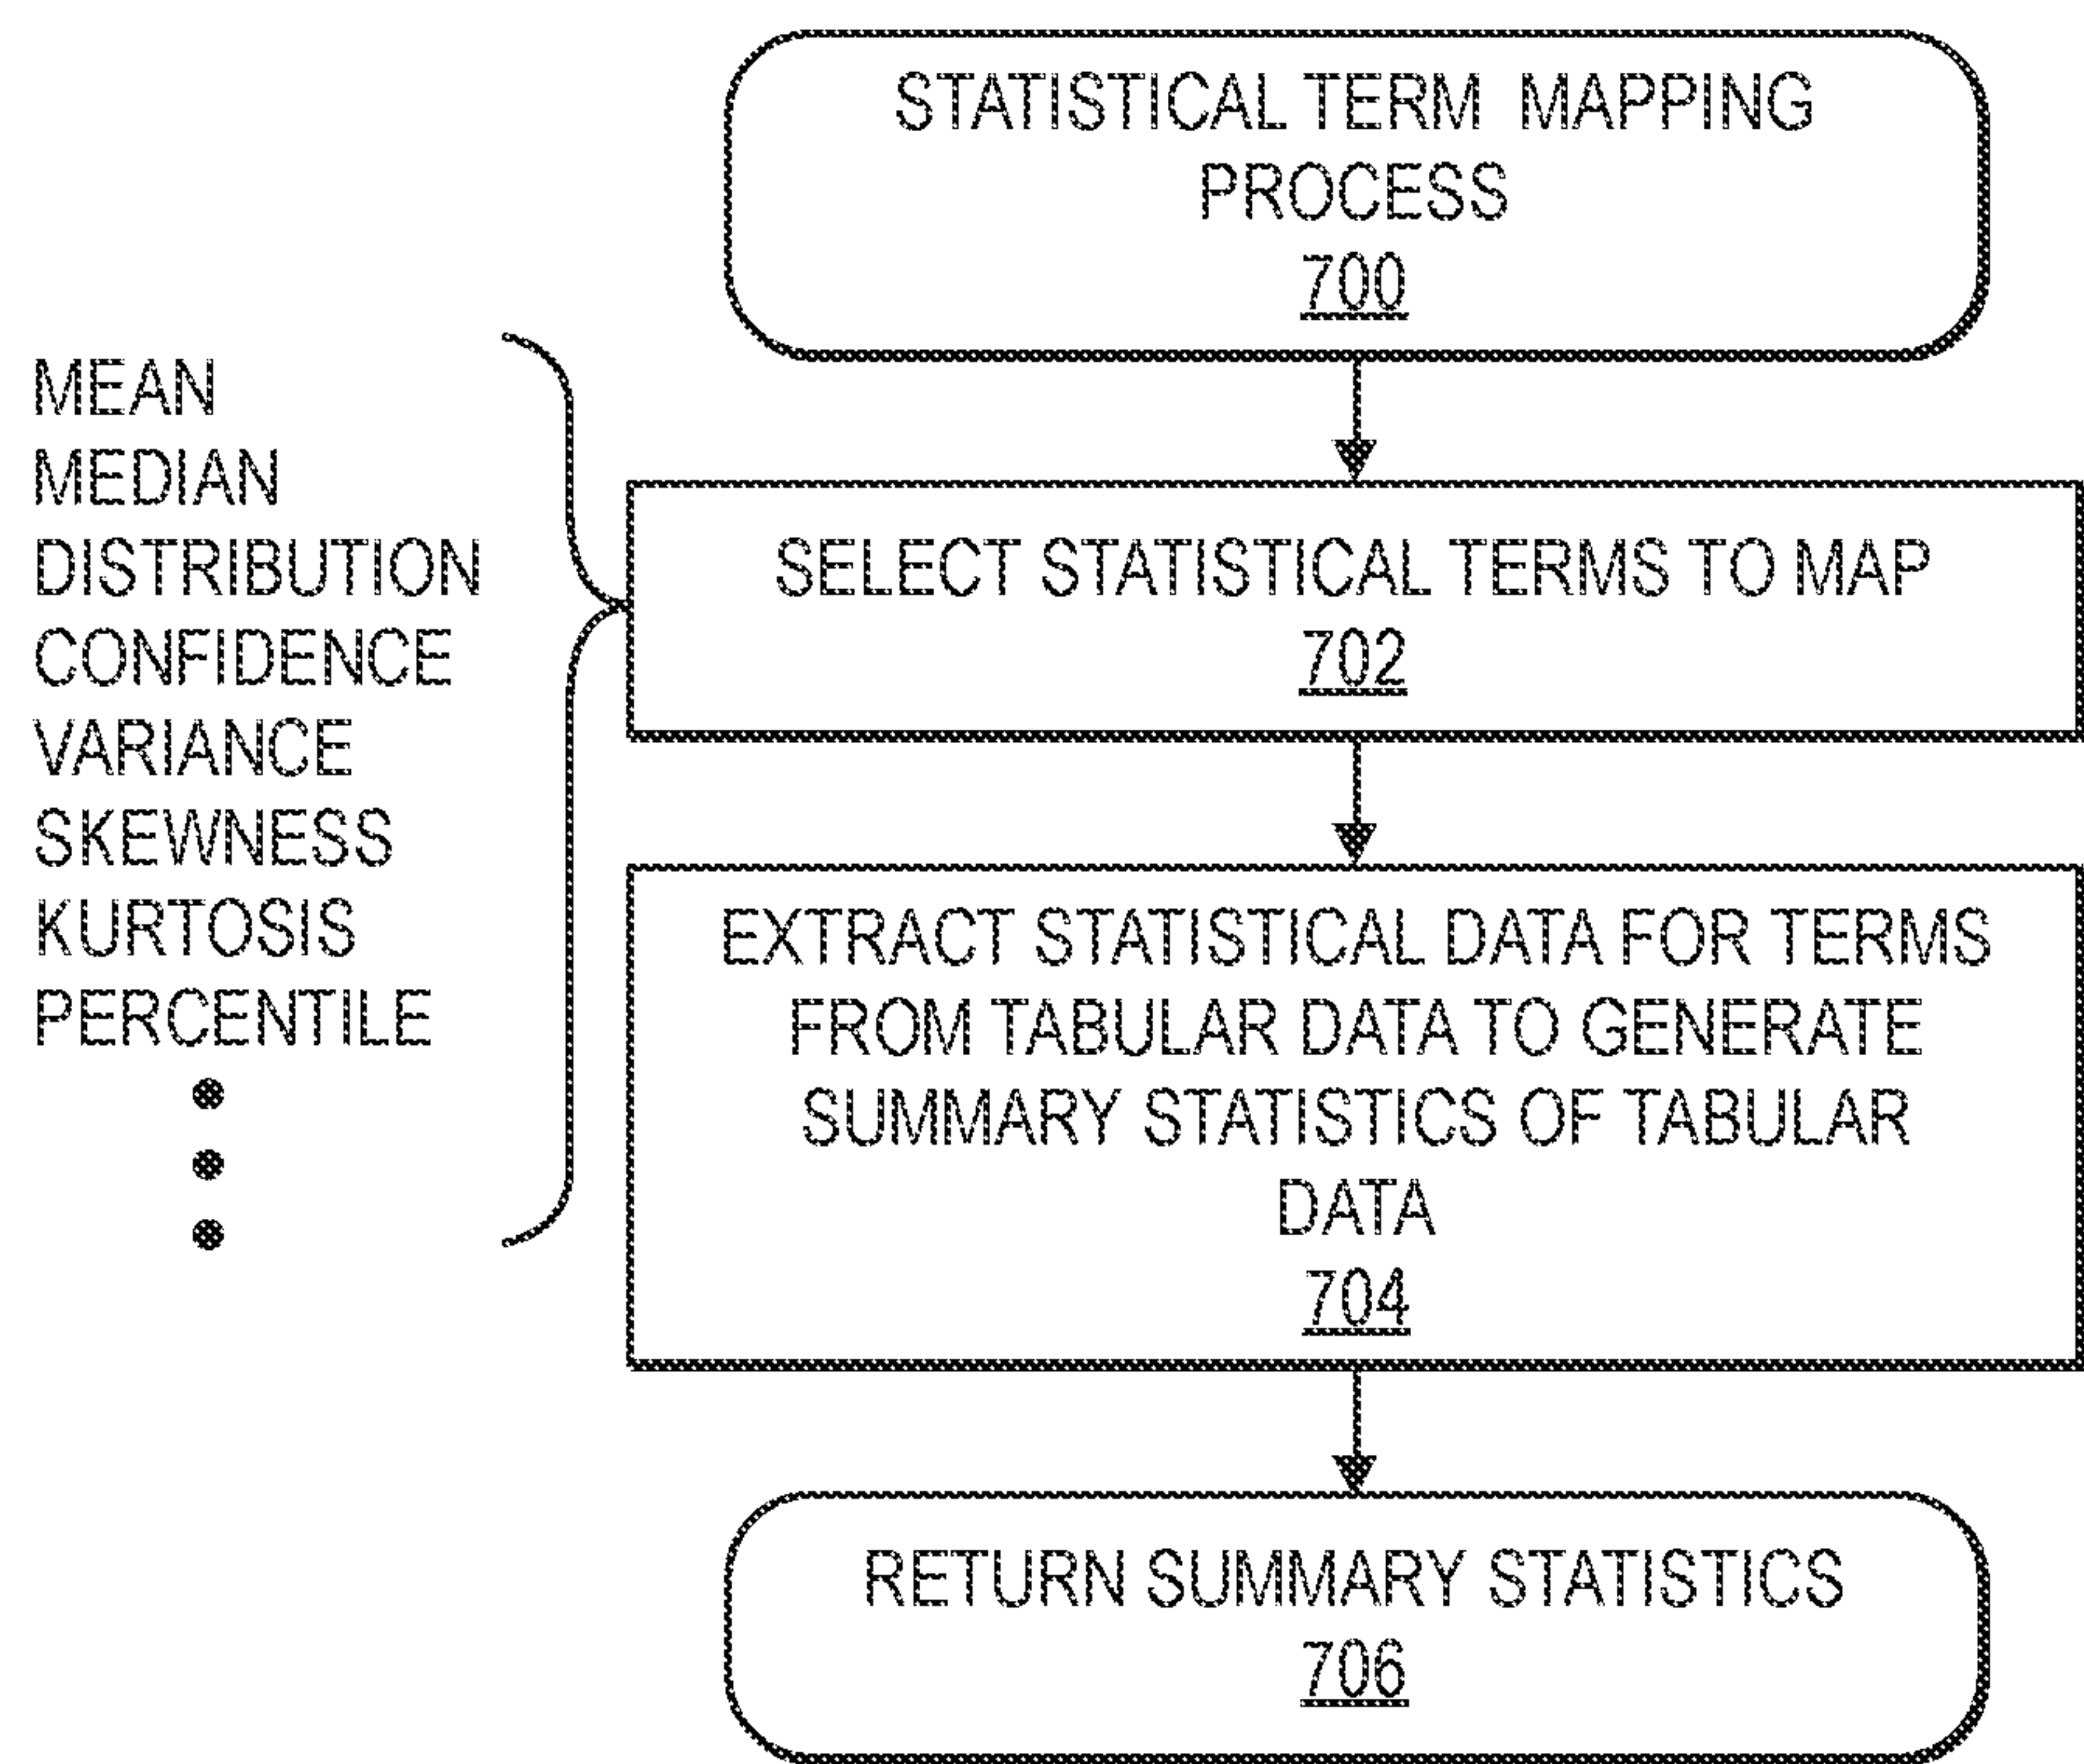 STATISTICAL TERM MAPPING
PROCESS
700
MEAN
MEDIAN
DISTRIBUTION
CONFIDENCE
VARIANCE
SKEWNESS
KURTOSIS
PERCENTILE
SELECT STATISTICAL TERMS TO MAP
702
EXTRACT STATISTICAL DATA FOR TERMS
FROM TABULAR DATA TO GENERATE
SUMMARY STATISTICS OF TABULAR
DATA
704
RETURN SUMMARY STATISTICS
706